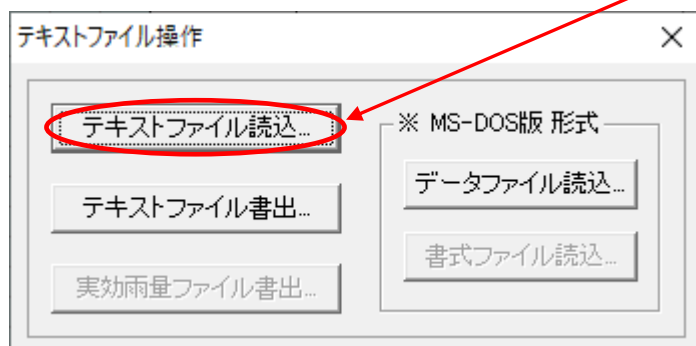 テキストファイル操作
テキストファイル読込...
テキストファイル書出...
実効雨量ファイル書出...
※ MS-DOS版 形式
データファイル読込...
書式ファイル読込...